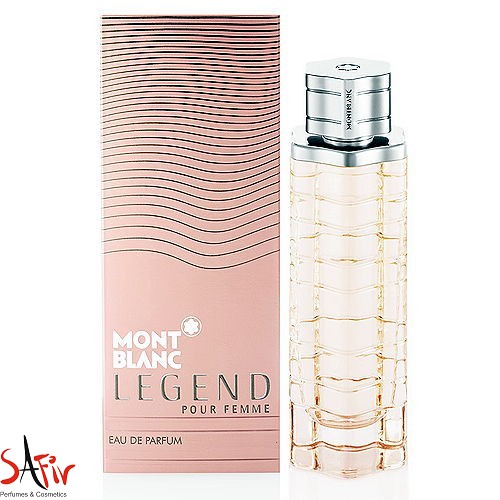 MONTBLANC
MONT
BLANC
LEGEND
POUR FEMME
EAU DE PARFUM
SAFIR
Perfumes & Cosmetics